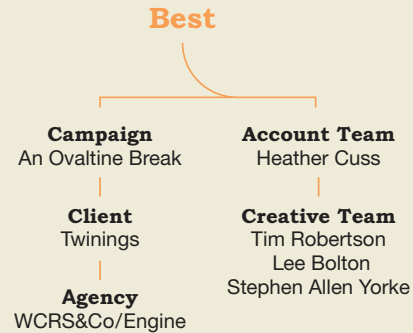 Best
Campaign
An Ovaltine Break
Client
Twinings
Agency
WCRS&Co/Engine
Account Team
Heather Cuss
Creative Team
Tim Robertson
Lee Bolton
Stephen Allen Yorke